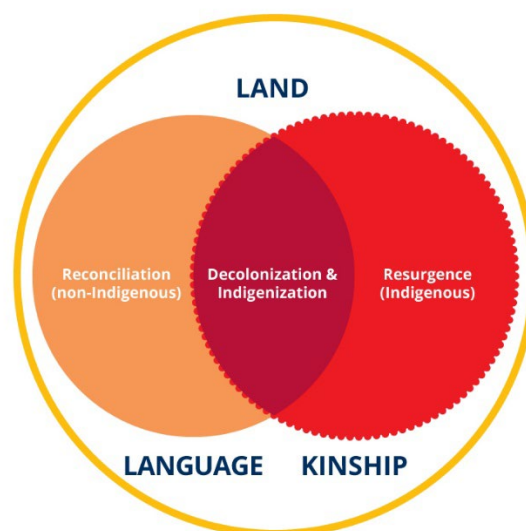 LAND
Reconciliation
(non-Indigenous)
Decolonization &
Indigenization
Resurgence
(Indigenous)
LANGUAGE
KINSHIP